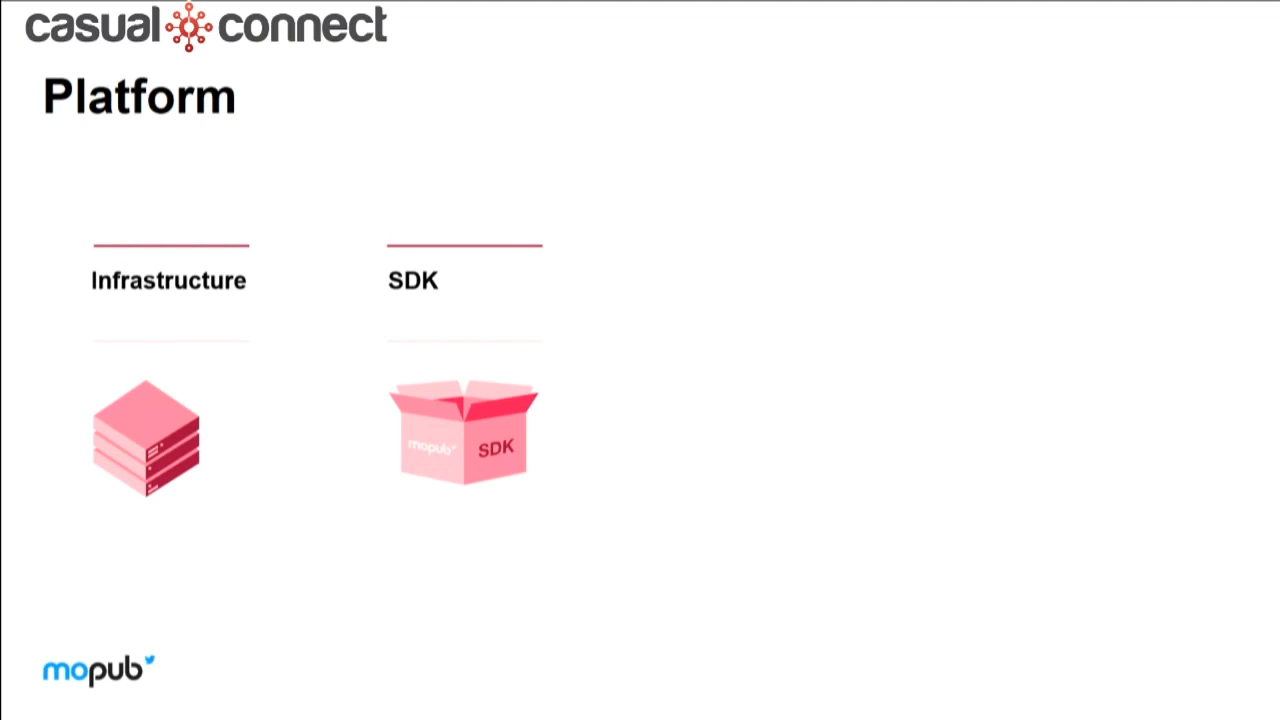 casual connect
Platform
Infrastructure
SDK
mopub
SDK
mopub